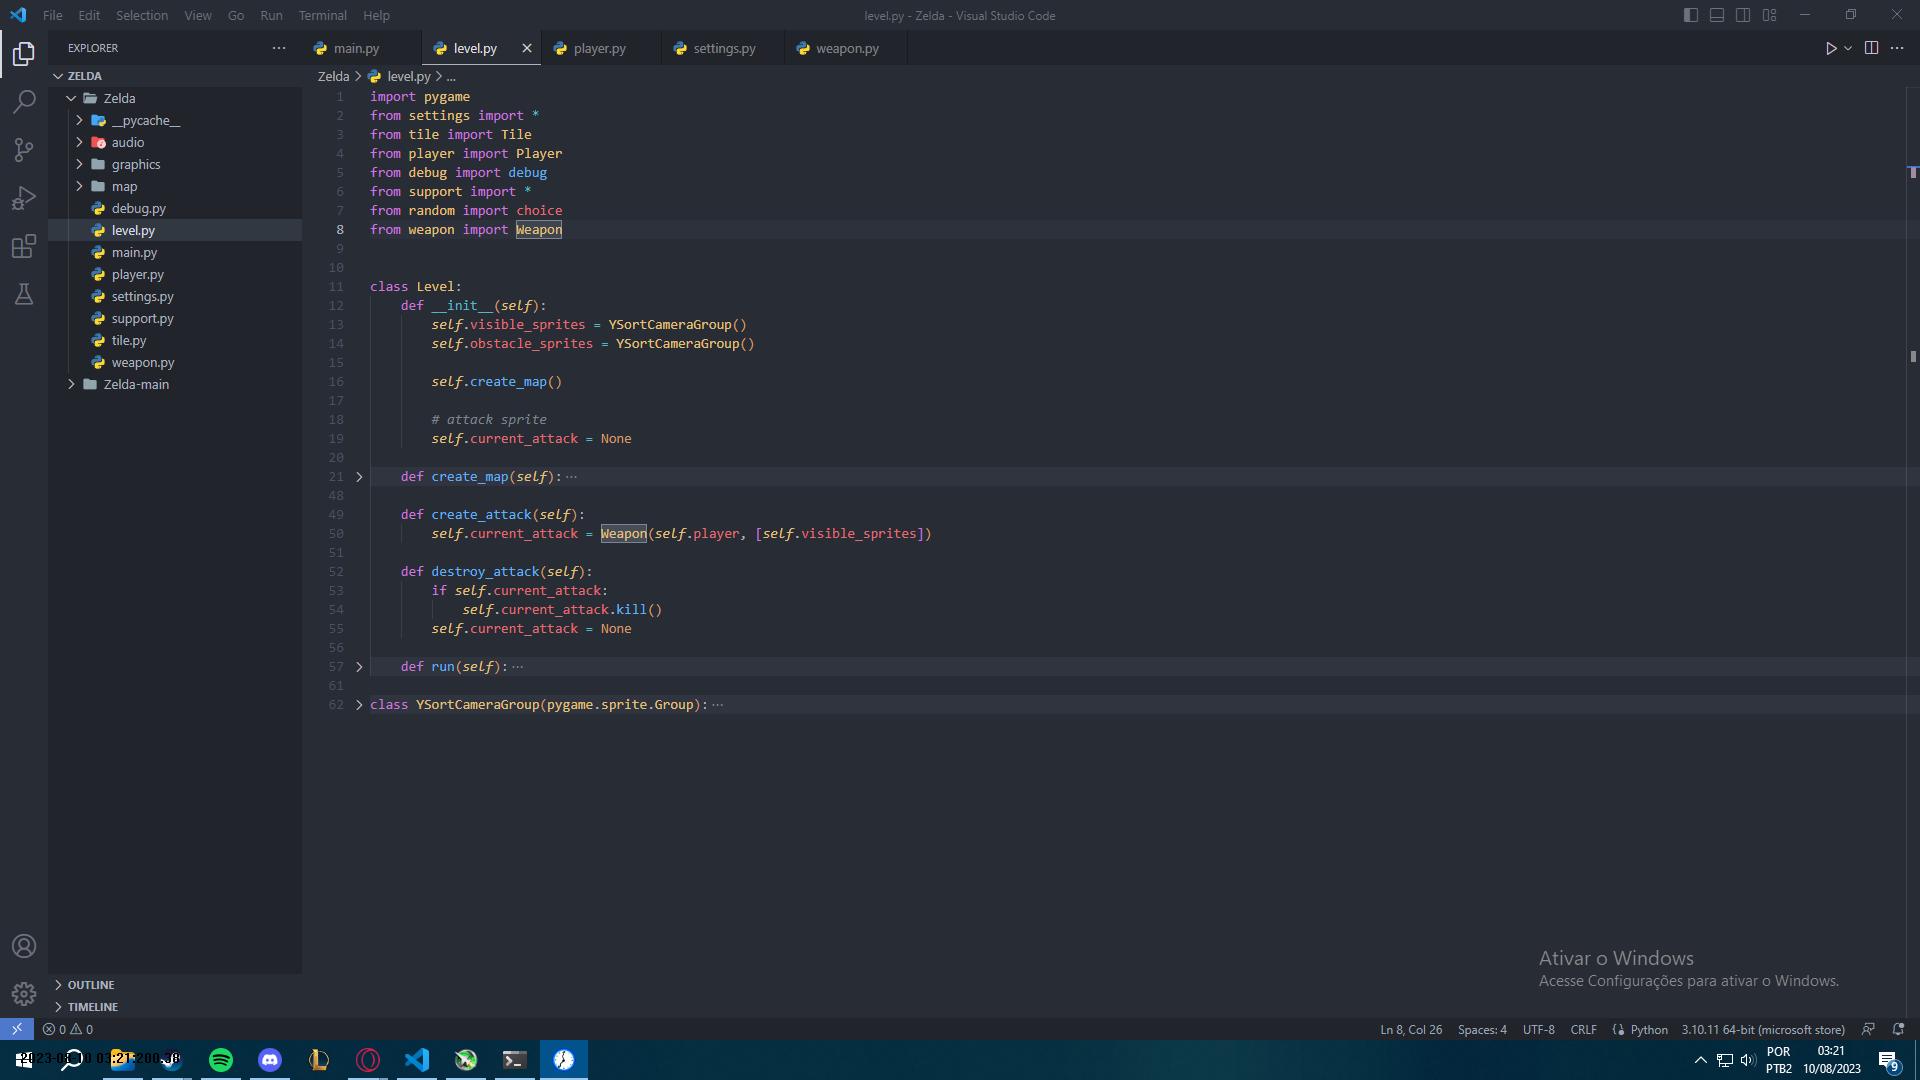 File Edit Selection View Go Run Terminal Help
level.py - Zelda - Visual Studio Code
EXPLORER
ZELDA
Zelda
__pycache__
audio
graphics
map
debug.py
level.py
main.py
player.py
settings.py
support.py
tile.py
weapon.py
Zelda-main
OUTLINE
TIMELINE
main.py level.py player.py settings.py weapon.py
Zelda > level.py > ...
1 import pygame
2 from settings import *
3 from tile import Tile
4 from player import Player
5 from debug import debug
6 from support import *
7 from random import choice
8 from weapon import Weapon
9
10
11 class Level:
12 def __init__(self):
13 self.visible_sprites = YSortCameraGroup()
14 self.obstacle_sprites = YSortCameraGroup()
15
16 self.create_map()
17
18 # attack sprite
19 self.current_attack = None
20
21 def create_map(self):···
48
49 def create_attack(self):
50 self.current_attack = Weapon(self.player, [self.visible_sprites])
51
52 def destroy_attack(self):
53 if self.current_attack:
54 self.current_attack.kill()
55 self.current_attack = None
56
57 def run(self):···
61
62 class YSortCameraGroup(pygame.sprite.Group):···
Ativar o Windows
Acesse Configurações para ativar o Windows.
0 0
Ln 8, Col 26 Spaces: 4 UTF-8 CRLF Python 3.10.11 64-bit (microsoft store)
POR
PTB2
03:21
10/08/2023
9